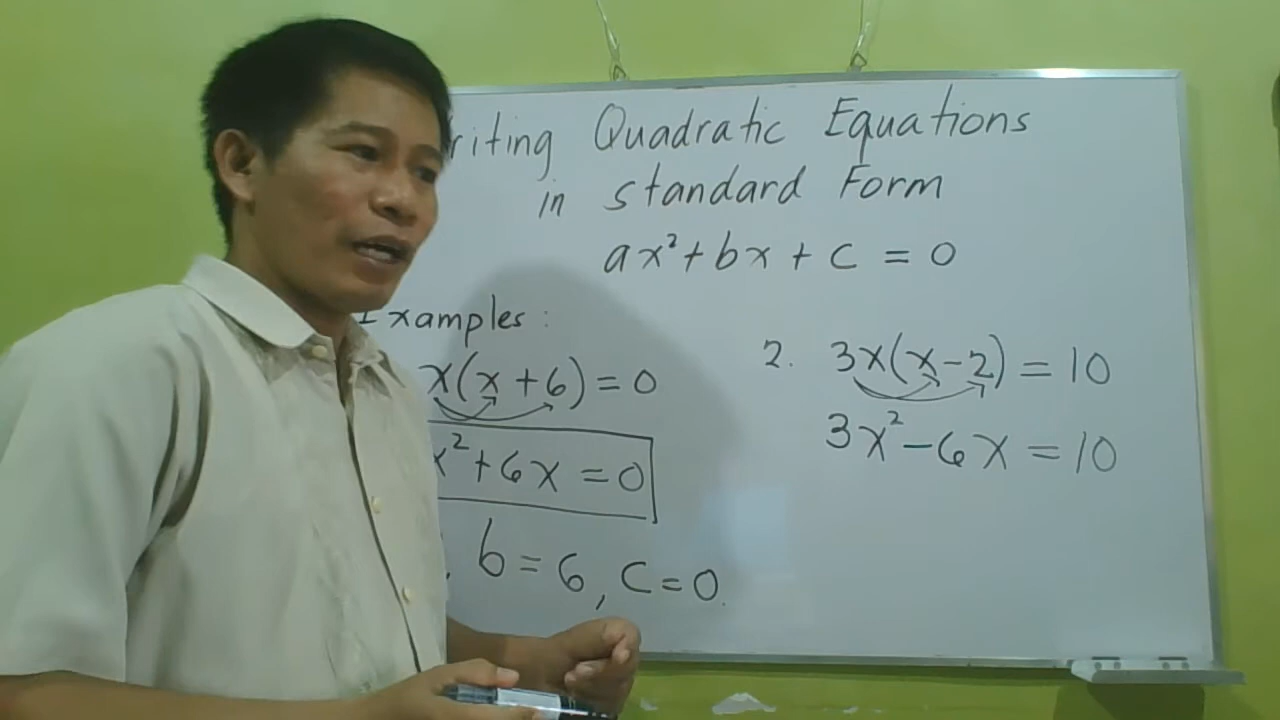 riting Quadratic Equations
in standard Form
ax²+bx+c=0
Examples:
x(x+6)=0
x²+6x=0
b=6, c=0
2. 3x(x-2)=10
3x²-6x=10